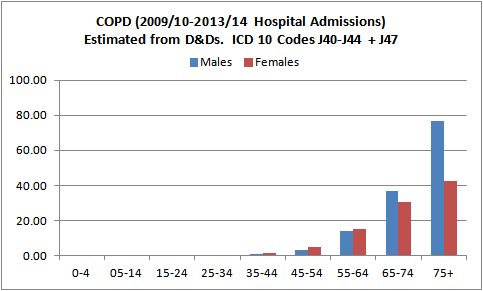 COPD (2009/10-2013/14 Hospital Admissions)
Estimated from D&Ds. ICD 10 Codes J40-J44 + J47
Males Females
100.00
80.00
60.00
40.00
20.00
0.00
0-4 05-14 15-24 25-34 35-44 45-54 55-64 65-74 75+